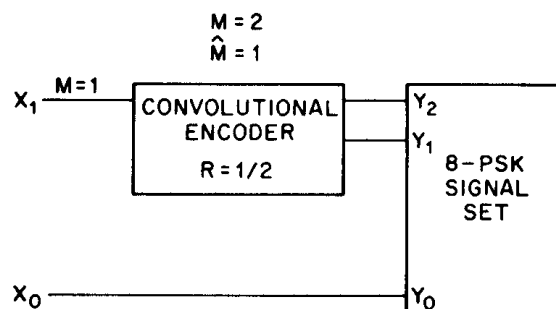 M = 2
M̂ = 1
X₁ M = 1
CONVOLUTIONAL
ENCODER
R = 1/2
Y₂
Y₁
8-PSK
SIGNAL
SET
X₀
Y₀